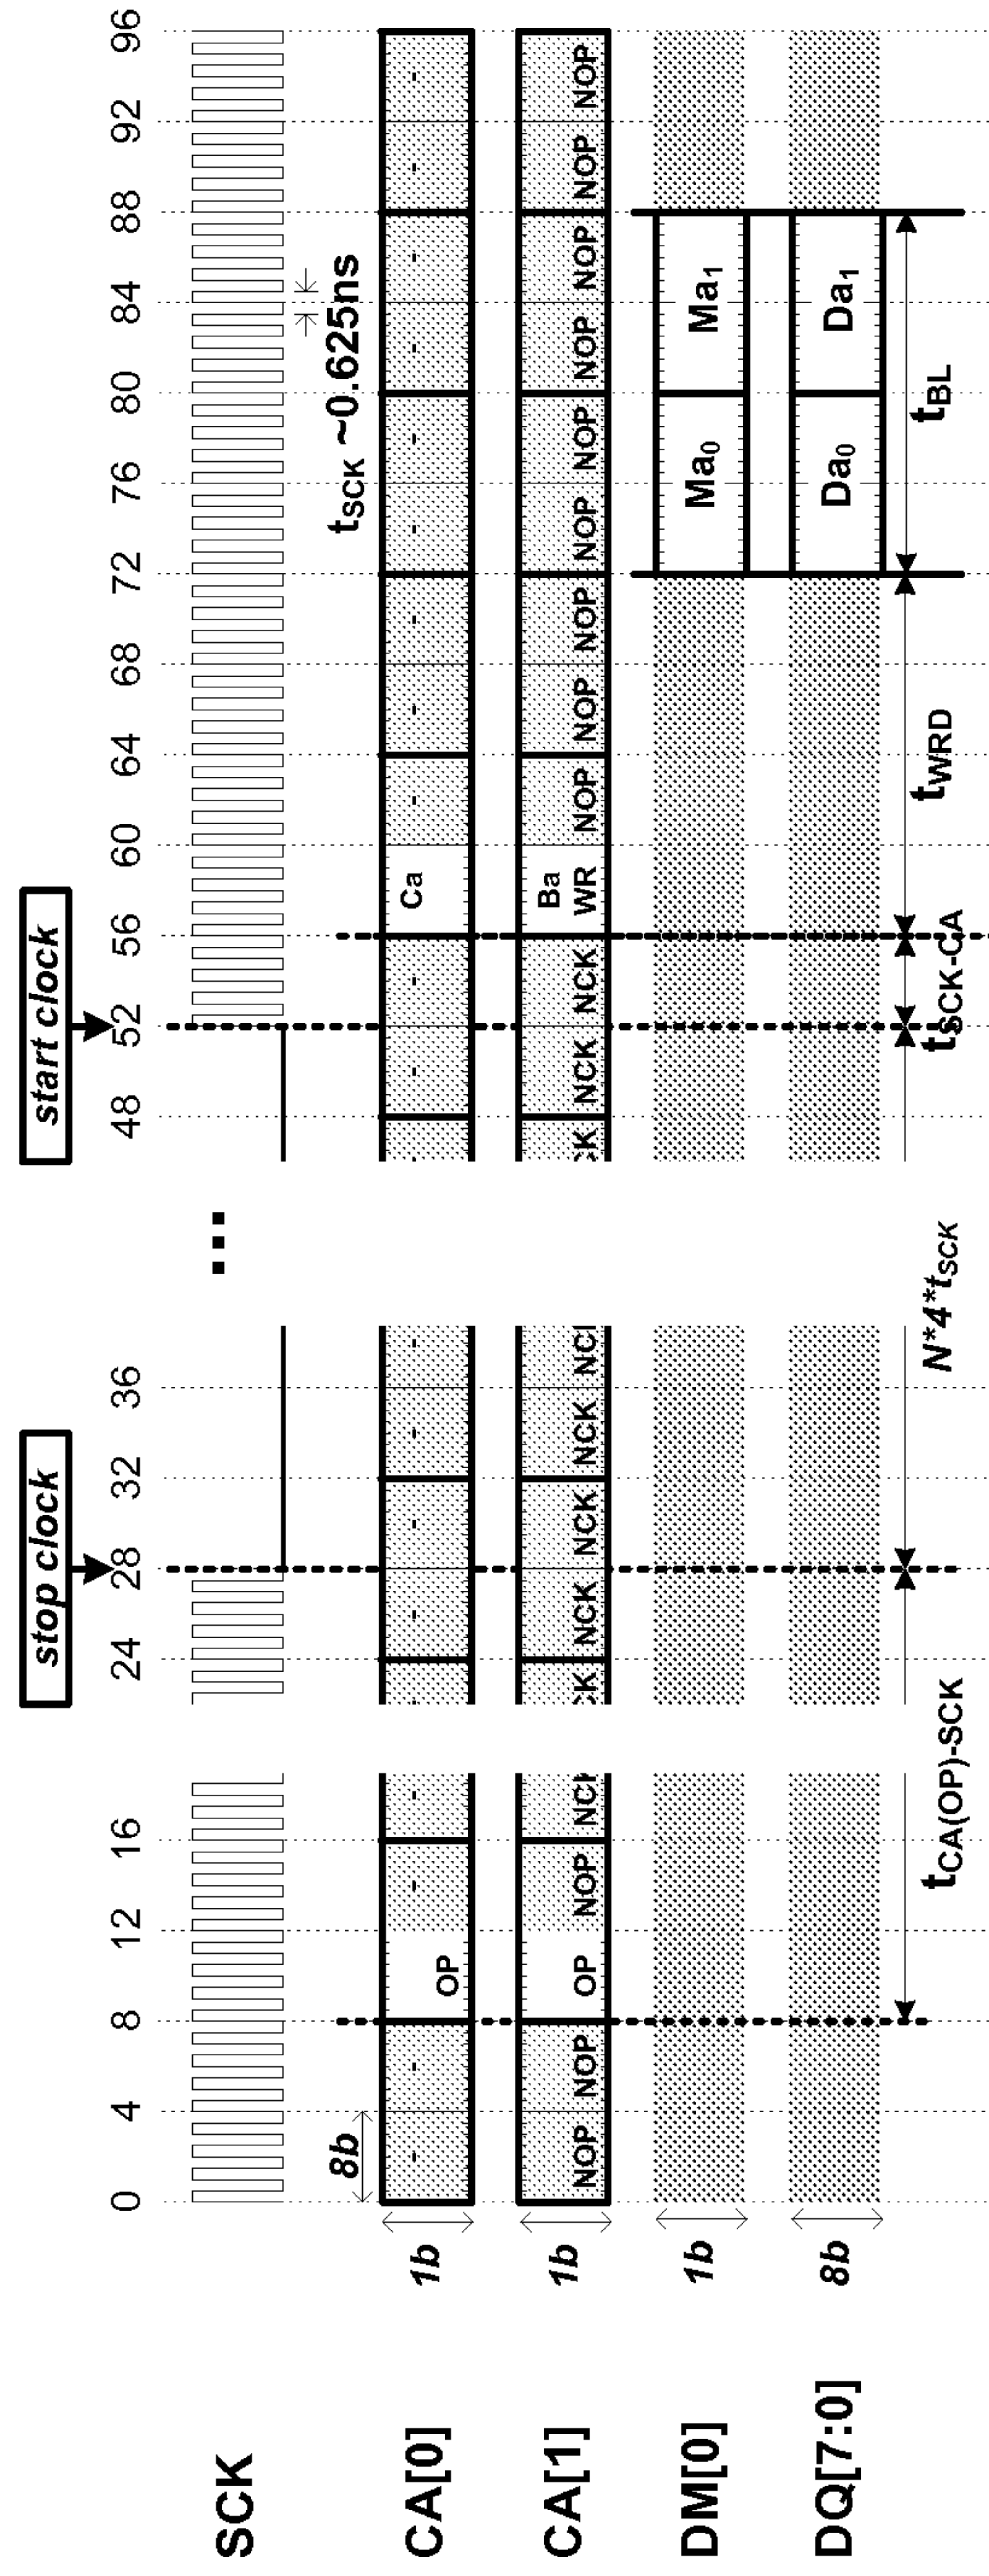 start clock
stop clock
0 4 8 12 16 24 28 32 36 48 52 56 60 64 68 72 76 80 84 88 92 96
SCK
...
tSCK ~0.625ns
8b
CA[0]
1b
- - OP - - - - - - - - Ca - - - - - - - - -
CA[1]
1b
Ba
NOP NOP OP NOP NCI CK NCK NCK NCK NCI CK NCK NCK WR NOP NOP NOP NOP NOP NOP NOP NOP NOP
DM[0]
1b
Ma0 Ma1
DQ[7:0]
8b
Da0 Da1
tCA(OP)-SCK
N*4*tSCK
tSCK-CA
tWRD
tBL